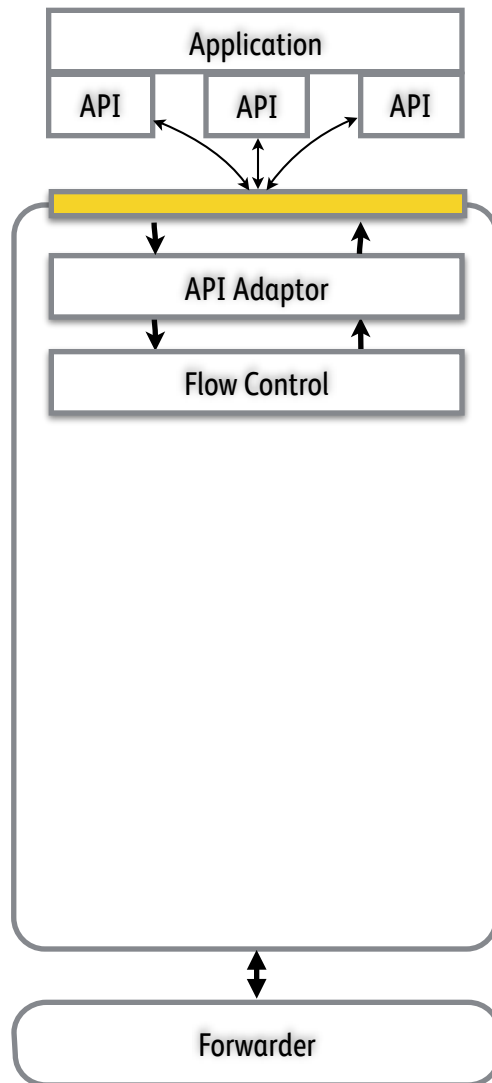 Application
API
API
API
API Adaptor
Flow Control
Forwarder